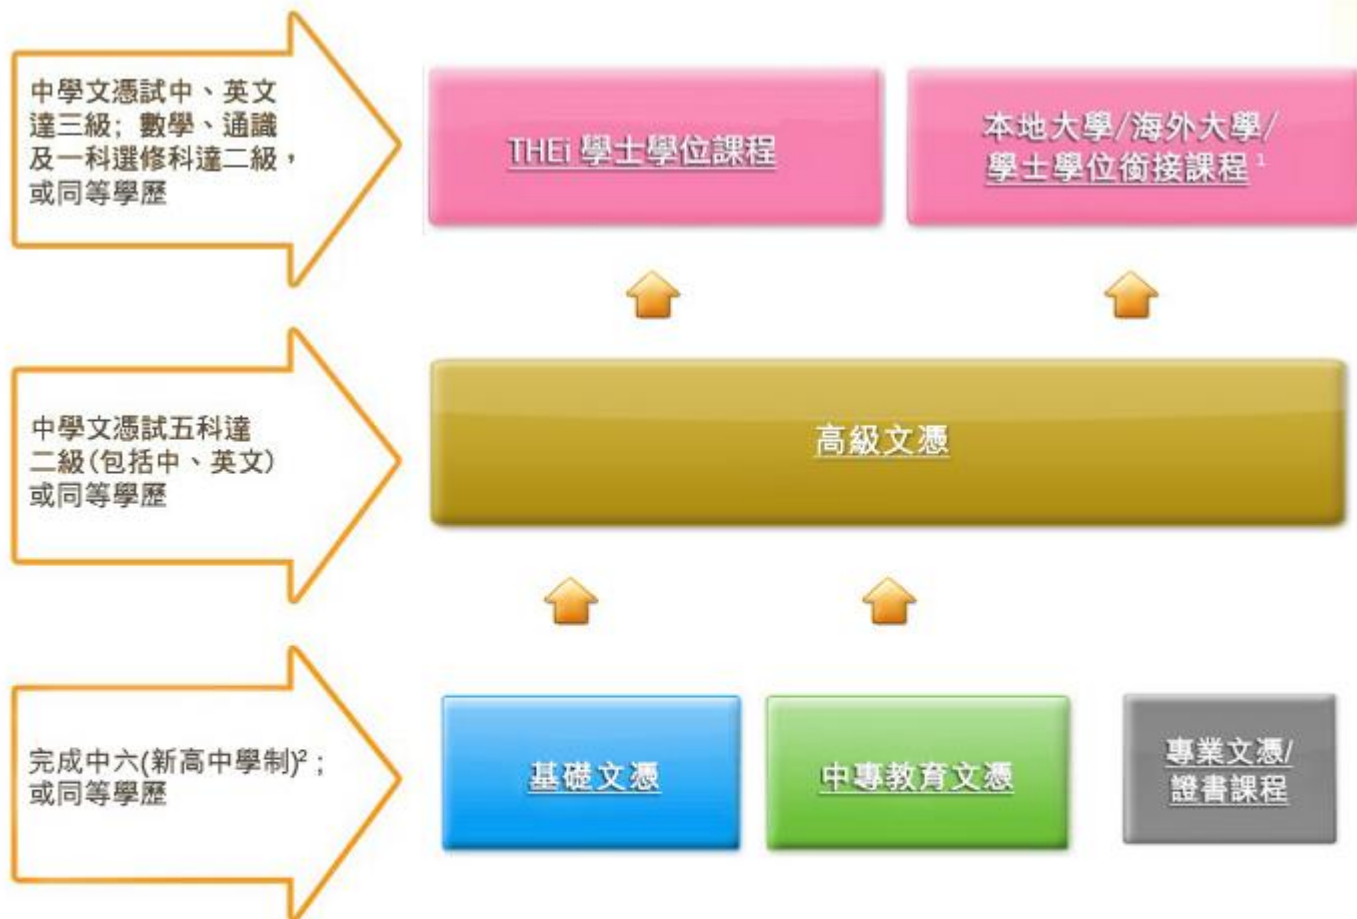 中學文憑試中、英文
達三級; 數學、通識
及一科選修科達二級，
或同等學歷
THEi 學士學位課程
本地大學/海外大學/
學士學位銜接課程 ¹
中學文憑試五科達
二級(包括中、英文)
或同等學歷
高級文憑
完成中六(新高中學制)² ;
或同等學歷
基礎文憑
中專教育文憑
專業文憑/
證書課程